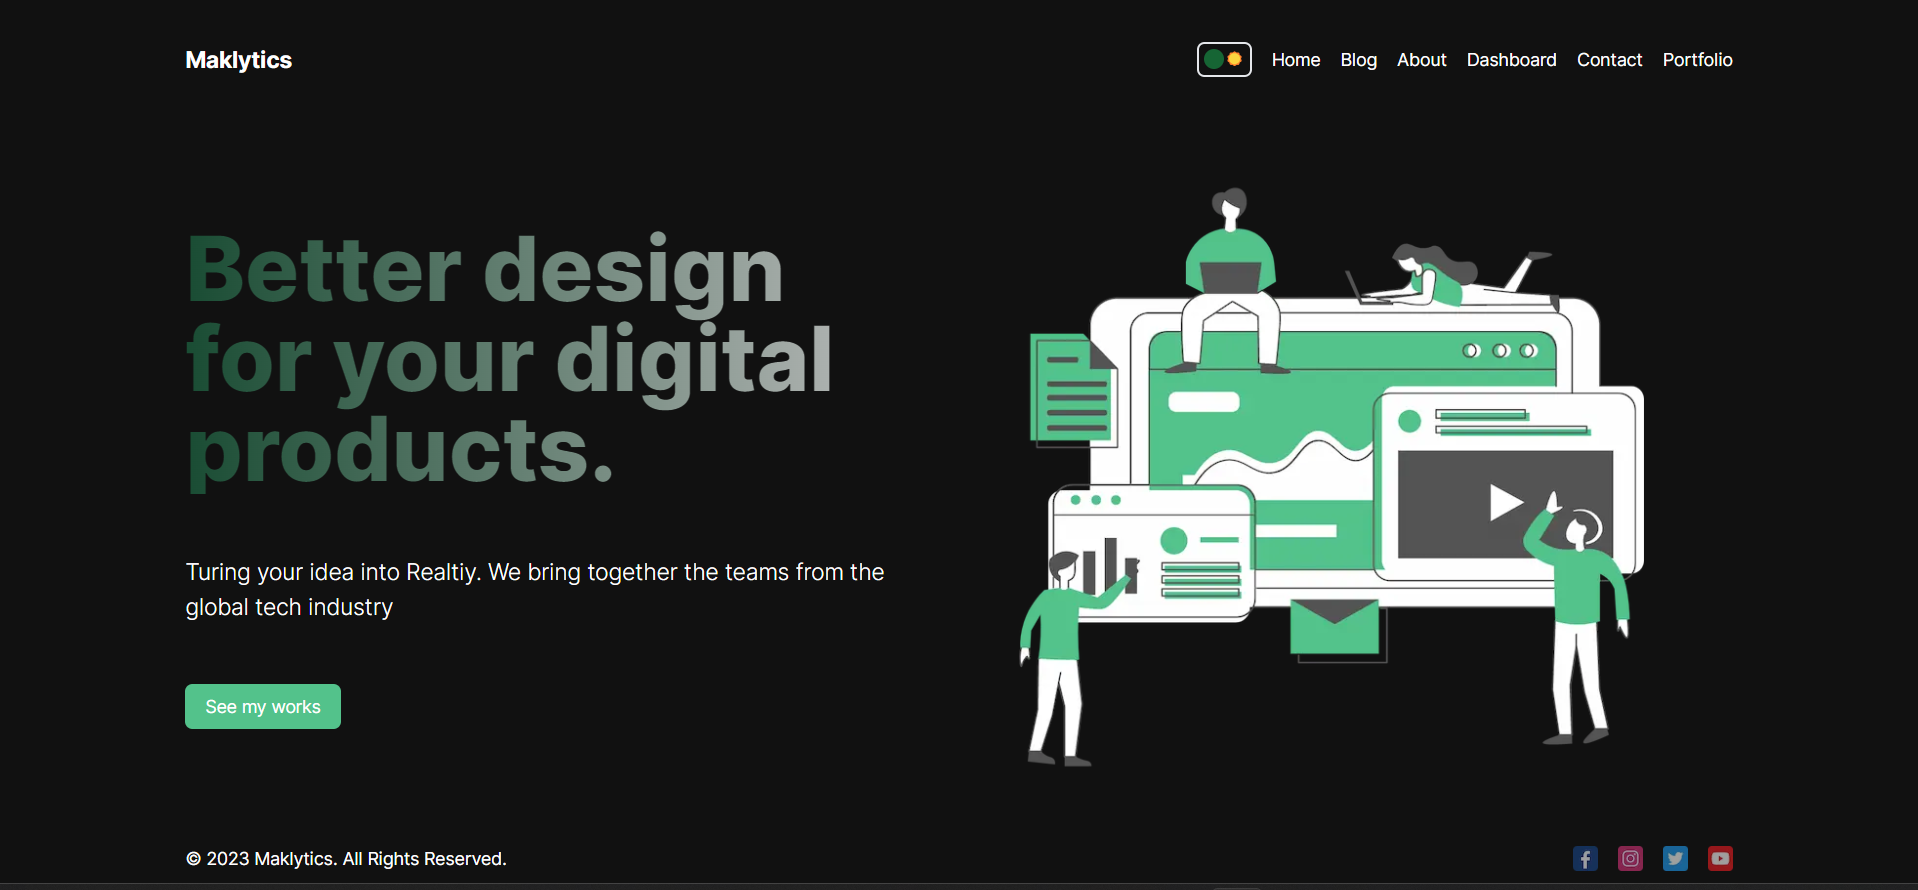 Maklytics
Home Blog About Dashboard Contact Portfolio
Better design
for your digital
products.
Turing your idea into Realtiy. We bring together the teams from the
global tech industry
See my works
© 2023 Maklytics. All Rights Reserved.